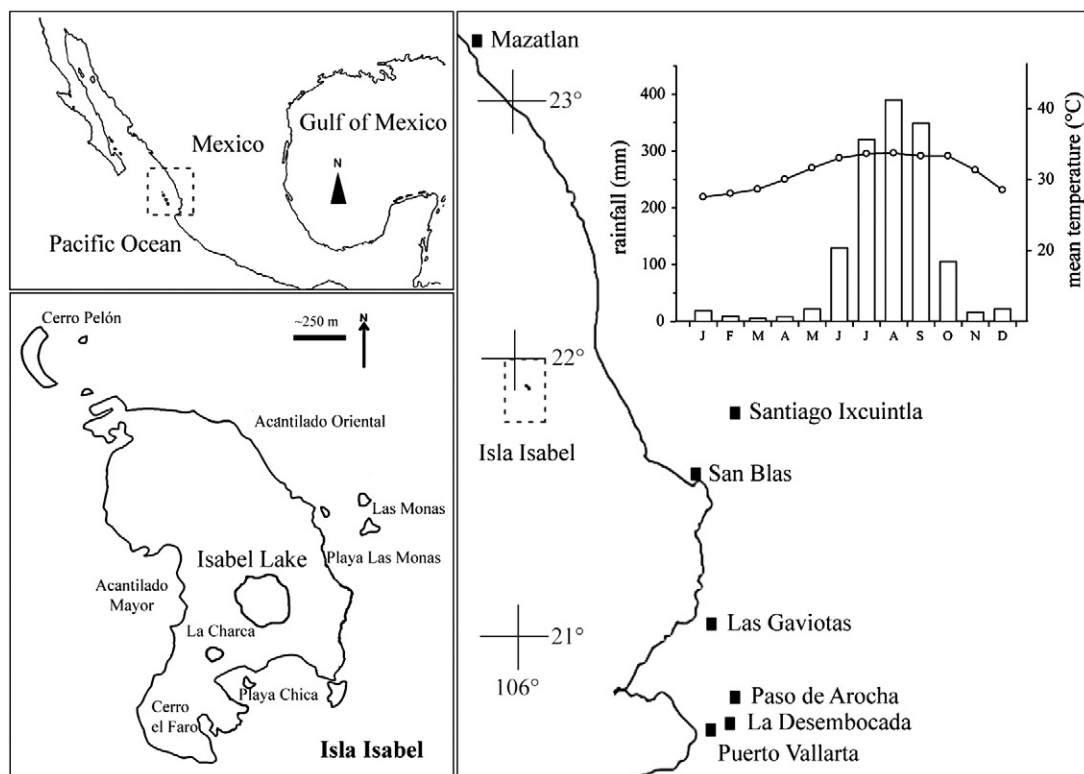 Mexico
Gulf of Mexico
N
Pacific Ocean
Cerro Pelón
~250 m
N
Acantilado Oriental
Las Monas
Playa Las Monas
Isabel Lake
Acantilado
Mayor
La Charca
Playa Chica
Cerro
el Faro
Isla Isabel
Mazatlan
23°
22°
Isla Isabel
Santiago Ixcuintla
San Blas
Las Gaviotas
21°
106°
Paso de Arocha
La Desembocada
Puerto Vallarta
rainfall (mm)
400
300
200
100
0
mean temperature (°C)
40
30
20
J F M A M J J A S O N D